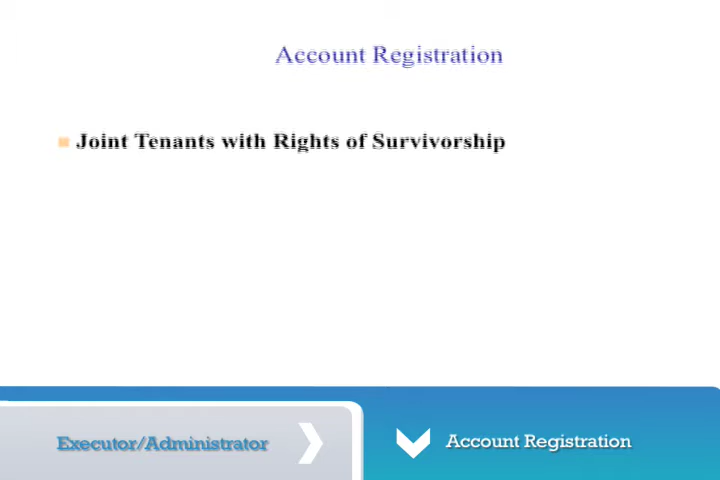 Account Registration
Joint Tenants with Rights of Survivorship
Executor/Administrator
Account Registration